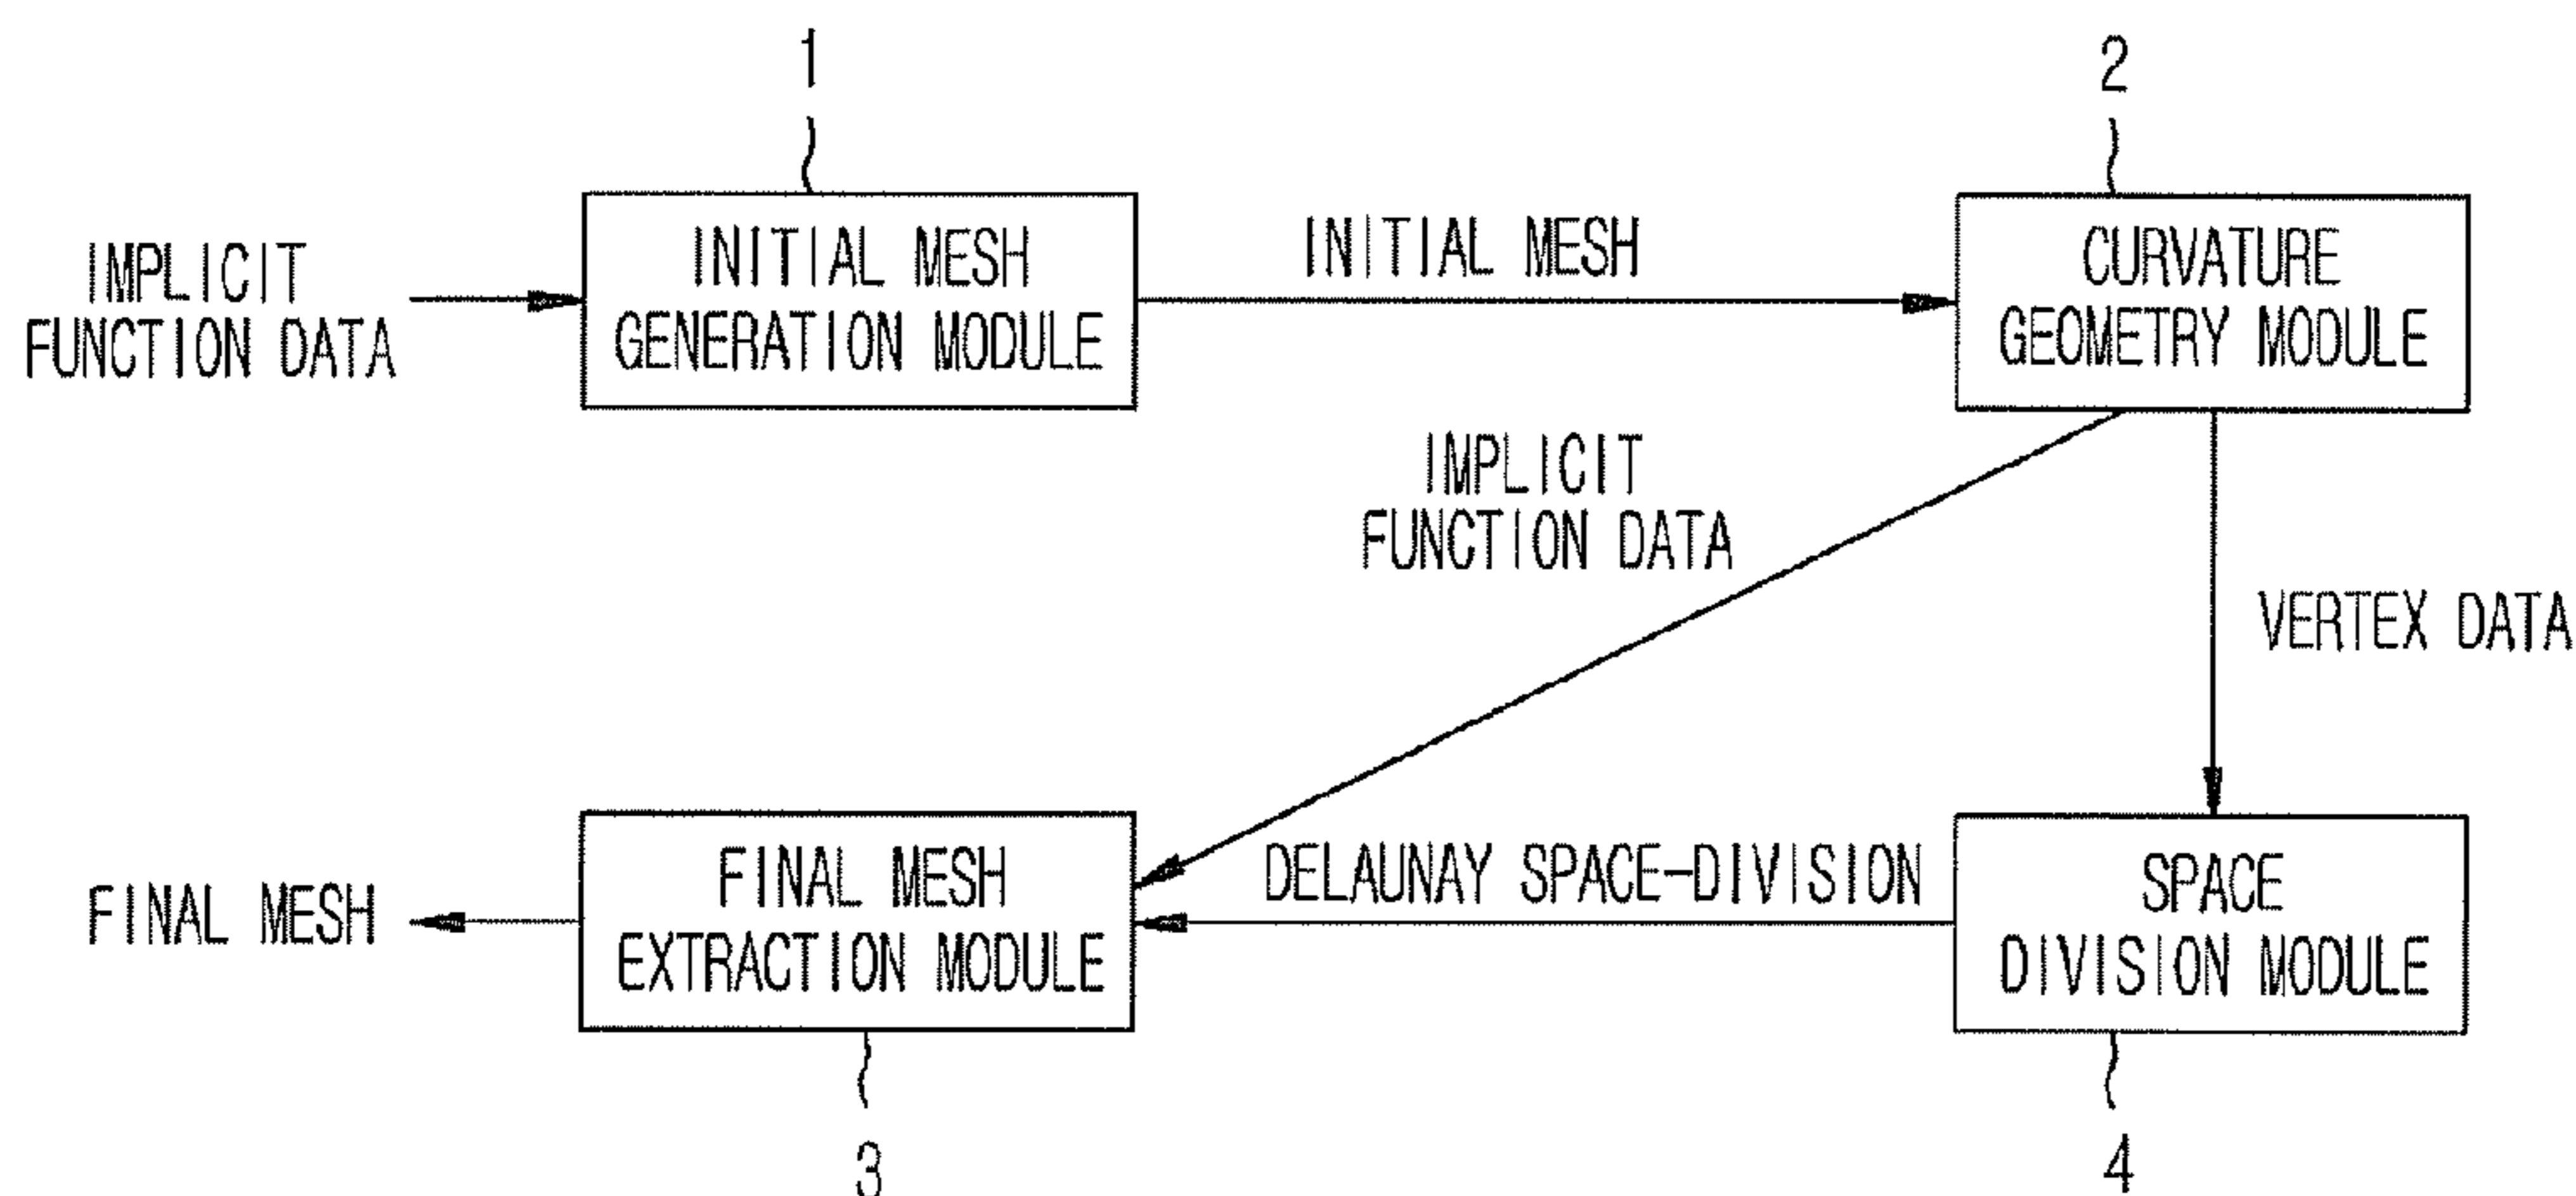 1
2
IMPLICIT
FUNCTION DATA
INITIAL MESH
GENERATION MODULE
INITIAL MESH
CURVATURE
GEOMETRY MODULE
IMPLICIT
FUNCTION DATA
VERTEX DATA
FINAL MESH
FINAL MESH
EXTRACTION MODULE
DELAUNAY SPACE-DIVISION
SPACE
DIVISION MODULE
3
4